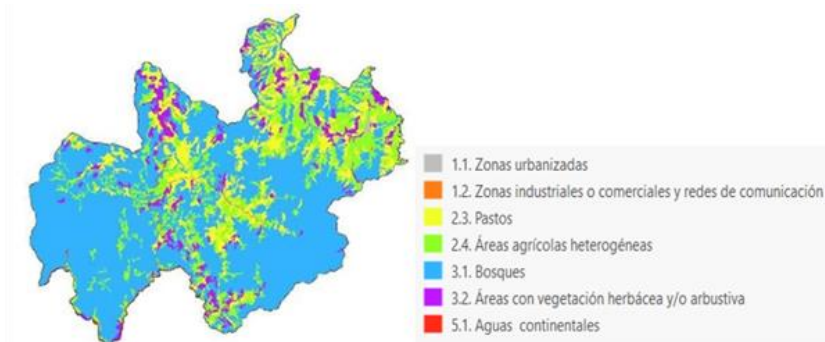 1.1. Zonas urbanizadas
1.2. Zonas industriales o comerciales y redes de comunicación
2.3. Pastos
2.4. Áreas agrícolas heterogéneas
3.1. Bosques
3.2. Áreas con vegetación herbácea y/o arbustiva
5.1. Aguas continentales